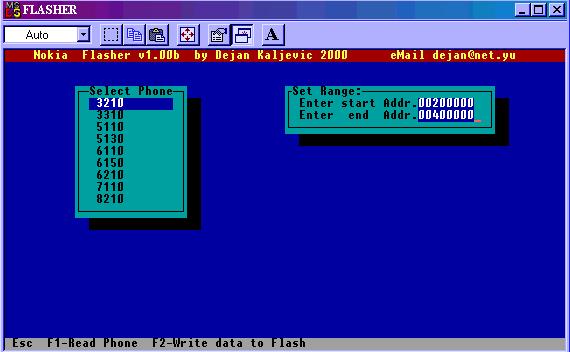 FLASHER
Auto
A
Nokia Flasher v1.00b by Dejan Kaljevic 2000 eMail dejan@net.yu
Select Phone
3210
3310
5110
5130
6110
6150
6210
7110
8210
Set Range:
Enter start Addr.00200000
Enter end Addr.00400000_
Esc F1-Read Phone F2-Write data to Flash